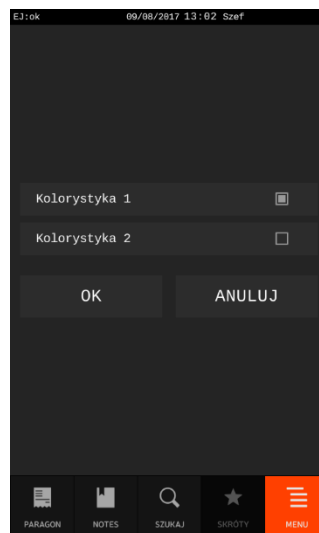 EJ:ok 09/08/2017 13:02 Szef
Kolorystyka 1
Kolorystyka 2
OK ANULUJ
PARAGON NOTES SZUKAJ SKRÓTY MENU